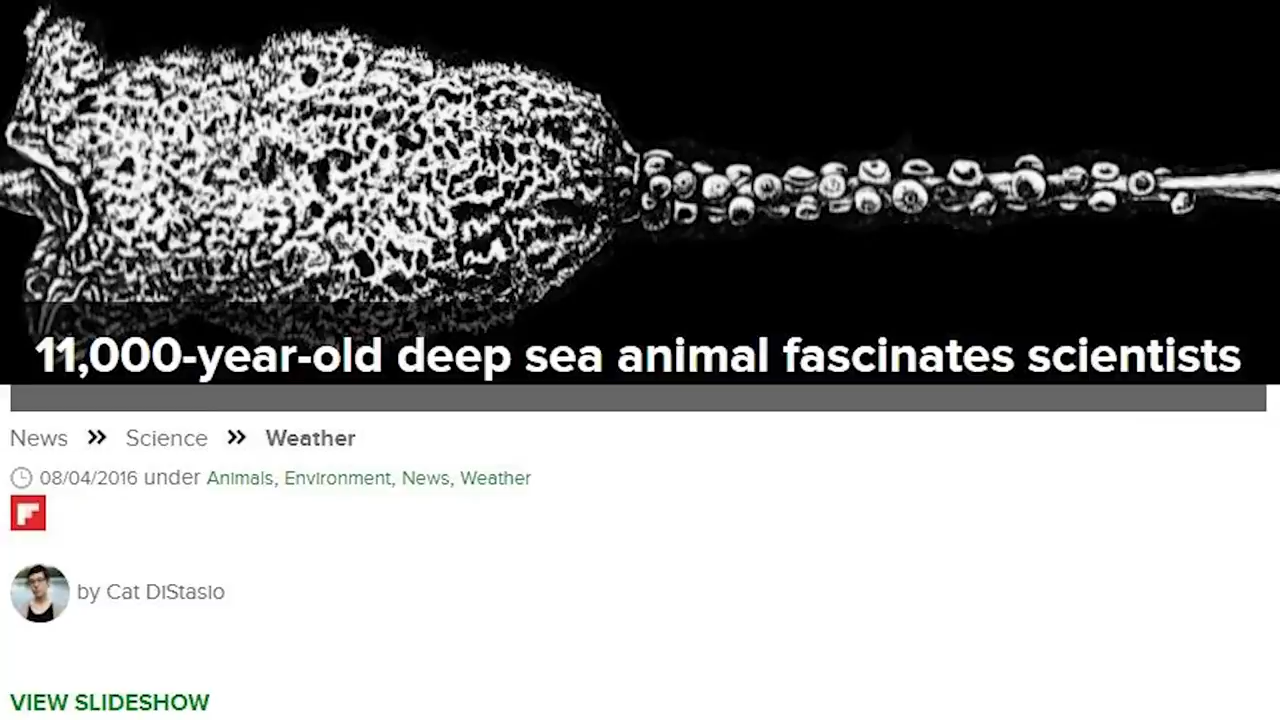 11,000-year-old deep sea animal fascinates scientists
News » Science » Weather
08/04/2016 under Animals, Environment, News, Weather
by Cat DiStasio
VIEW SLIDESHOW